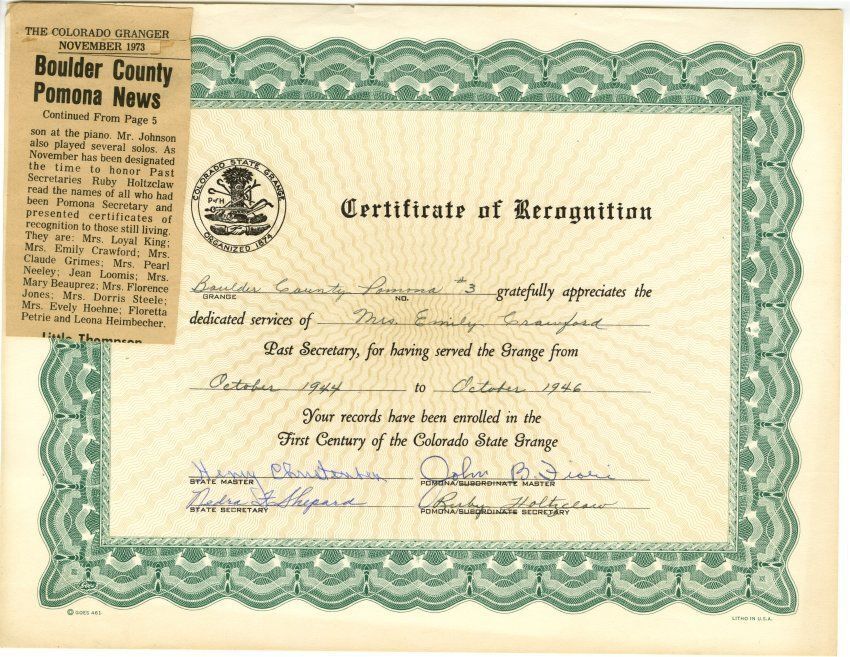 THE COLORADO GRANGER
NOVEMBER 1973
Boulder County
Pomona News
Continued From Page 5
son at the piano. Mr. Johnson
also played several solos. As
November has been designated
the time to honor Past
Secretaries Ruby Holtzclaw
read the names of all who had
been Pomona Secretary and
presented certificates of
recognition to those still living.
They are: Mrs. Loyal King;
Mrs. Emily Crawford; Mrs.
Claude Grimes; Mrs. Pearl
Neeley; Jean Loomis; Mrs.
Mary Beauprez; Mrs. Florence
Jones; Mrs. Dorris Steele;
Mrs. Evely Hoehne; Floretta
Petrie and Leona Heimbecher.
Little Thompson
COLORADO STATE GRANGE
P of H
ORGANIZED 1874
Certificate of Recognition
Boulder County Pomona #3 gratefully appreciates the
GRANGE NO.
dedicated services of Mrs. Emily Crawford
Past Secretary, for having served the Grange from
October 1944 to October 1946
Your records have been enrolled in the
First Century of the Colorado State Grange
Henry Christensen John B. Fiori
STATE MASTER POMONA/SUBORDINATE MASTER
Nedra F. Shepard Ruby Holtzclaw
STATE SECRETARY POMONA/SUBORDINATE SECRETARY
© GOES 461
LITHO IN U.S.A.